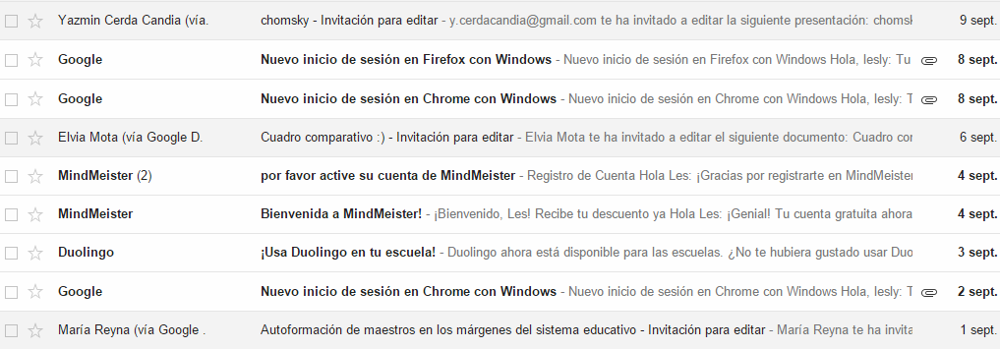 Yazmin Cerda Candia (vía. chomsky - Invitación para editar - y.cerdacandia@gmail.com te ha invitado a editar la siguiente presentación: 9 sept.
Google Nuevo inicio de sesión en Firefox con Windows - Nuevo inicio de sesión en Firefox con Windows Hola, lesly: Tu 8 sept.
Google Nuevo inicio de sesión en Chrome con Windows - Nuevo inicio de sesión en Chrome con Windows Hola, lesly: 8 sept.
Elvia Mota (vía Google D. Cuadro comparativo :) - Invitación para editar - Elvia Mota te ha invitado a editar el siguiente documento: Cuadro cor 6 sept.
MindMeister (2) por favor active su cuenta de MindMeister - Registro de Cuenta Hola Les: ¡Gracias por registrarte en MindMeister 4 sept.
MindMeister Bienvenida a MindMeister! - ¡Bienvenido, Les! Recibe tu descuento ya Hola Les: ¡Genial! Tu cuenta gratuita ahora 4 sept.
Duolingo ¡Usa Duolingo en tu escuela! - Duolingo ahora está disponible para las escuelas. ¿No te hubiera gustado usar Duo 3 sept.
Google Nuevo inicio de sesión en Chrome con Windows - Nuevo inicio de sesión en Chrome con Windows Hola, lesly: 2 sept.
María Reyna (vía Google . Autoformación de maestros en los márgenes del sistema educativo - Invitación para editar - María Reyna te ha invita 1 sept.